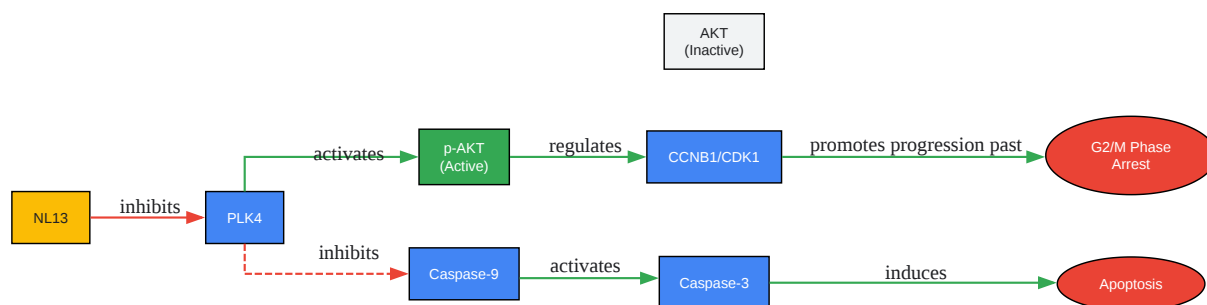 AKT
(Inactive)
activates
p-AKT
(Active)
regulates
CCNB1/CDK1
promotes progression past
G2/M Phase
Arrest
NL13
inhibits
PLK4
inhibits
Caspase-9
activates
Caspase-3
induces
Apoptosis